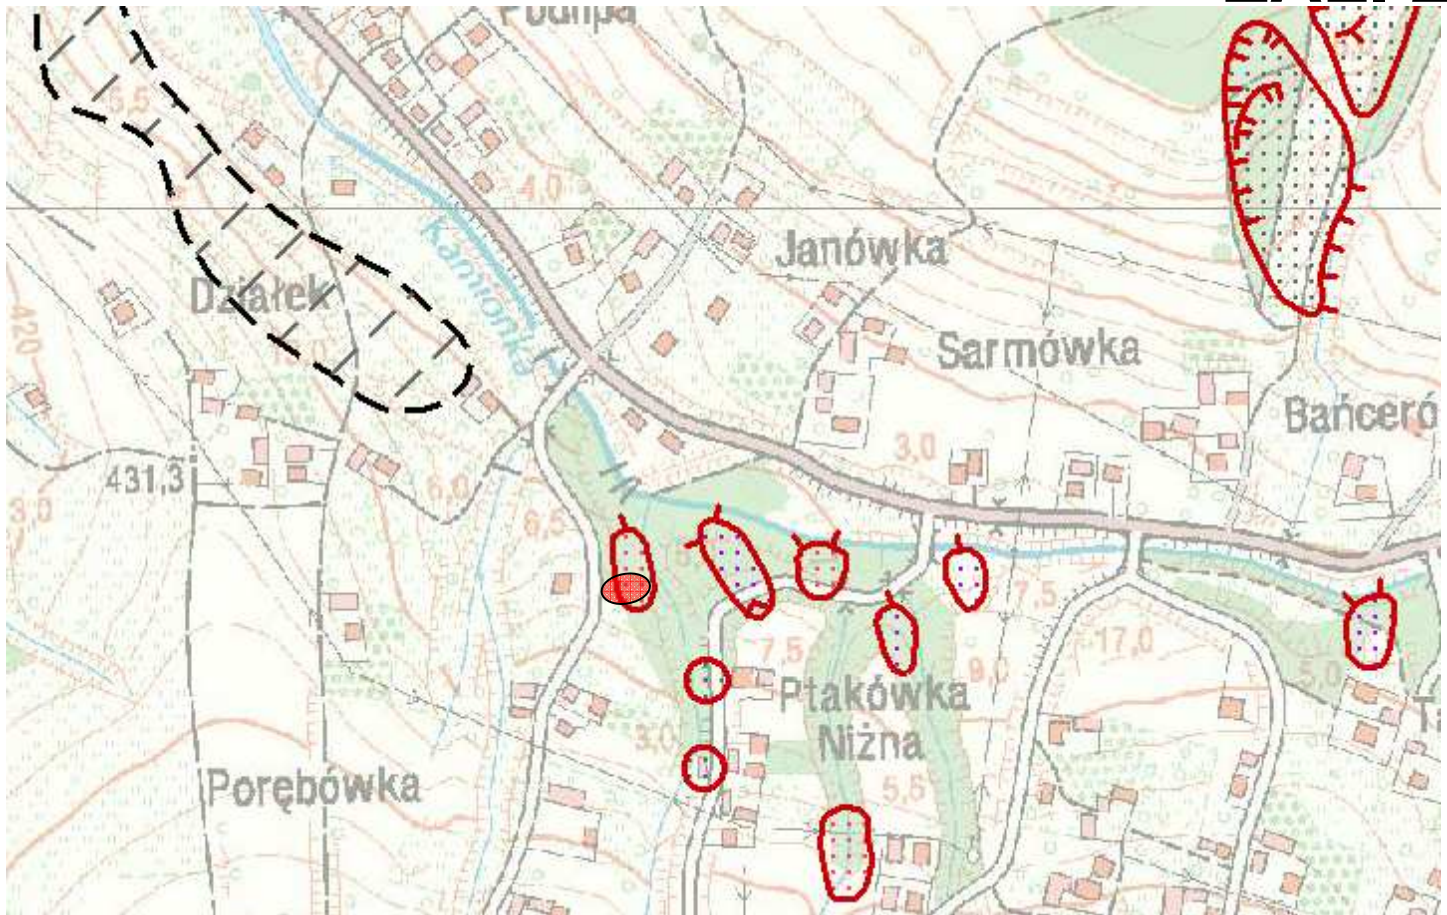 5,5
4,0
Kamionka
Janówka
Działek
420
Sarmówka
Bańceró
431,3
3,0
3,0
6,0
6,5
7,5
7,5
17,0
9,0
5,0
Ptakówka
Niżna
3,0
5,5
Porębówka